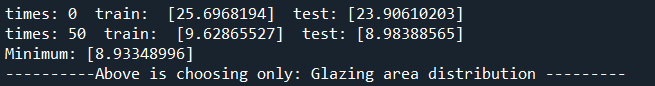 times: 0  train:  [25.6968194]  test: [23.90610203]
times: 50  train:  [9.62865527]  test: [8.98388565]
Minimum: [8.93348996]
----------Above is choosing only: Glazing area distribution ---------